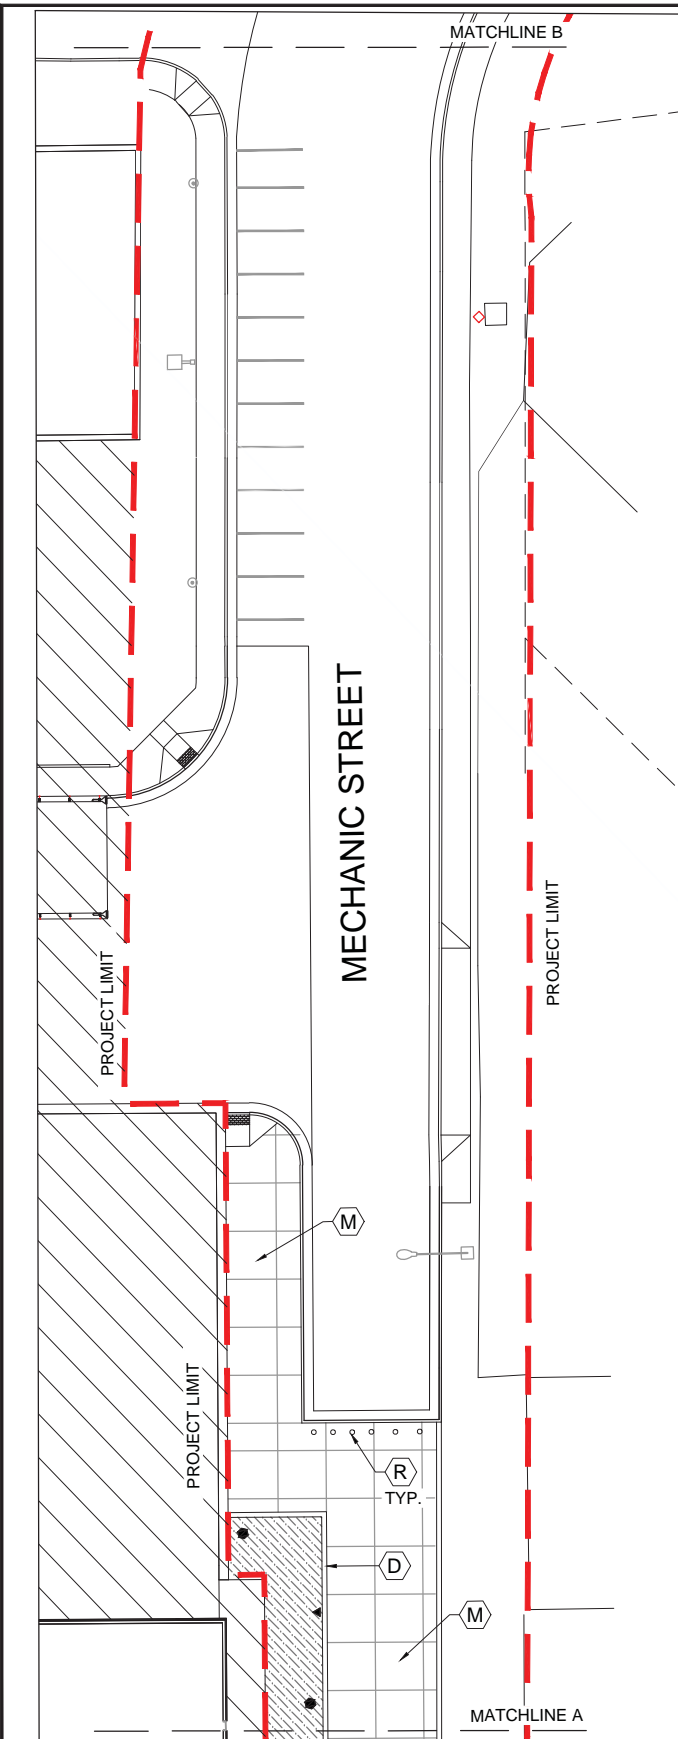 MATCHLINE B
MECHANIC STREET
PROJECT LIMIT
PROJECT LIMIT
M
PROJECT LIMIT
R
TYP.
D
M
MATCHLINE A